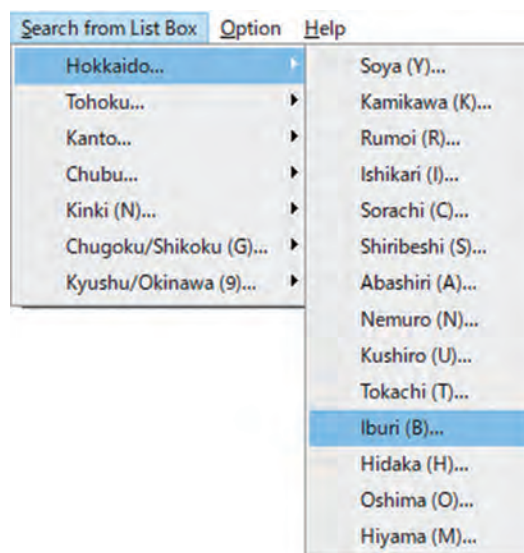 Search from List Box Option Help
Hokkaido...
Tohoku...
Kanto...
Chubu...
Kinki (N)...
Chugoku/Shikoku (G)...
Kyushu/Okinawa (9)...
Soya (Y)...
Kamikawa (K)...
Rumoi (R)...
Ishikari (I)...
Sorachi (C)...
Shiribeshi (S)...
Abashiri (A)...
Nemuro (N)...
Kushiro (U)...
Tokachi (T)...
Iburi (B)...
Hidaka (H)...
Oshima (O)...
Hiyama (M)...